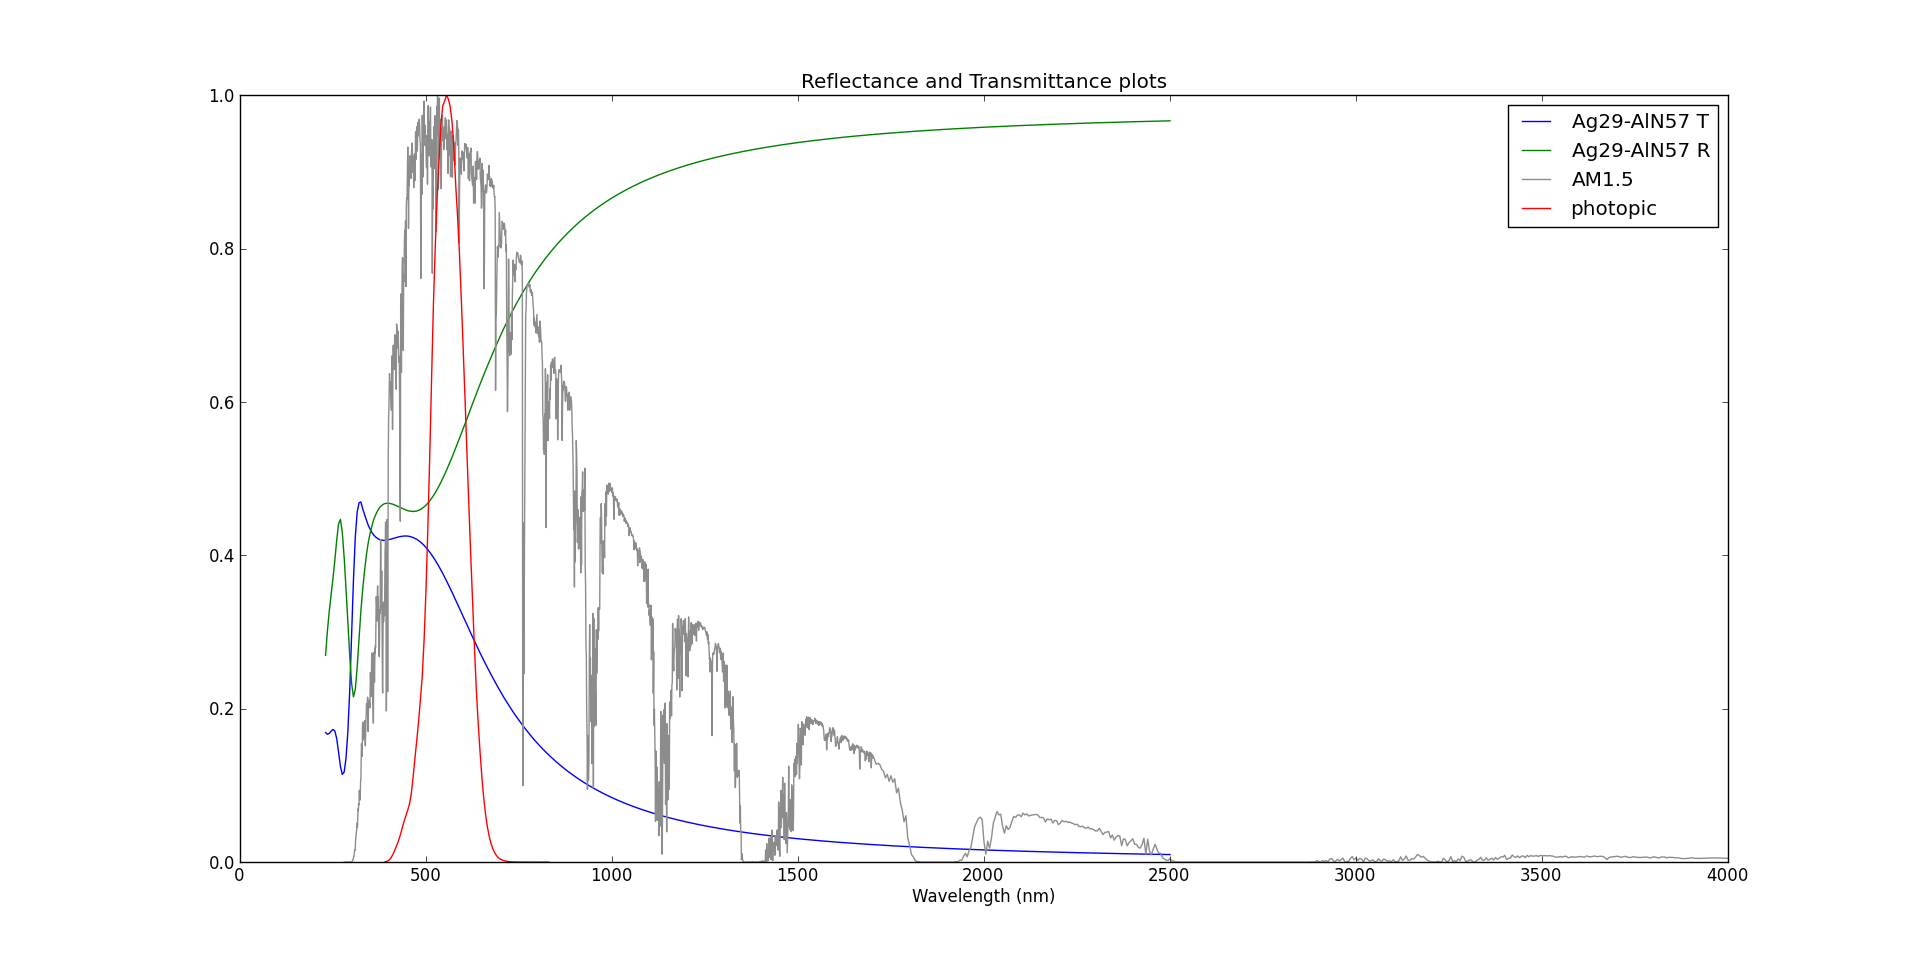 Reflectance and Transmittance plots
1.0
0.8
0.6
0.4
0.2
0.0
Ag29-AlN57 T
Ag29-AlN57 R
AM1.5
photopic
0 500 1000 1500 2000 2500 3000 3500 4000
Wavelength (nm)